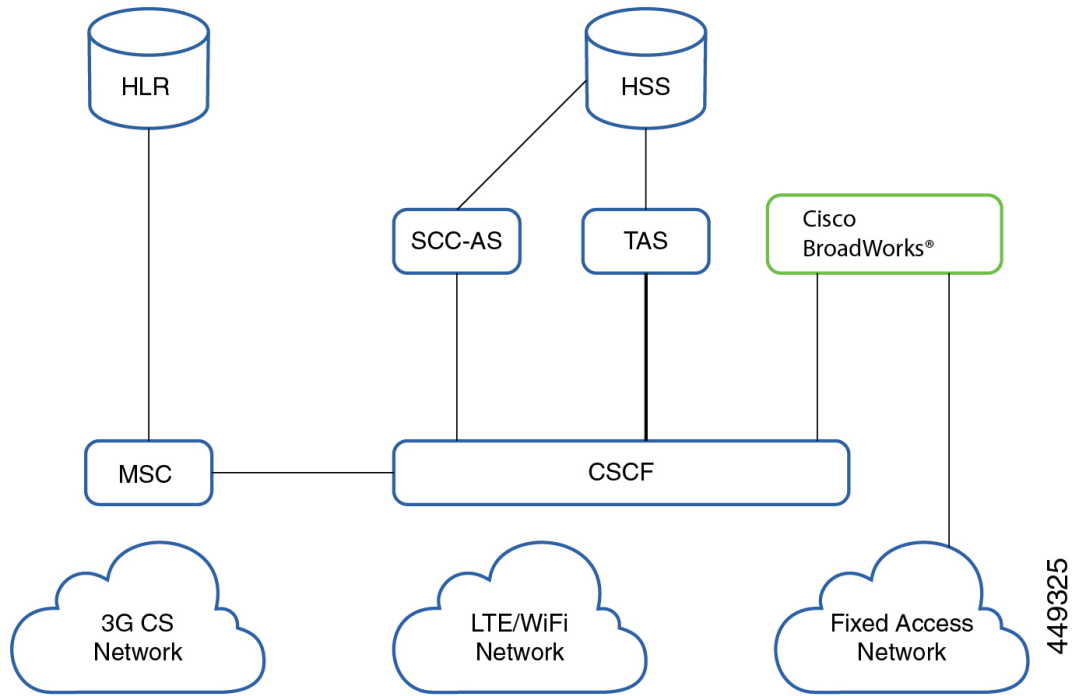 HLR
HSS
SCC-AS
TAS
Cisco
BroadWorks®
MSC
CSCF
3G CS
Network
LTE/WiFi
Network
Fixed Access
Network
449325